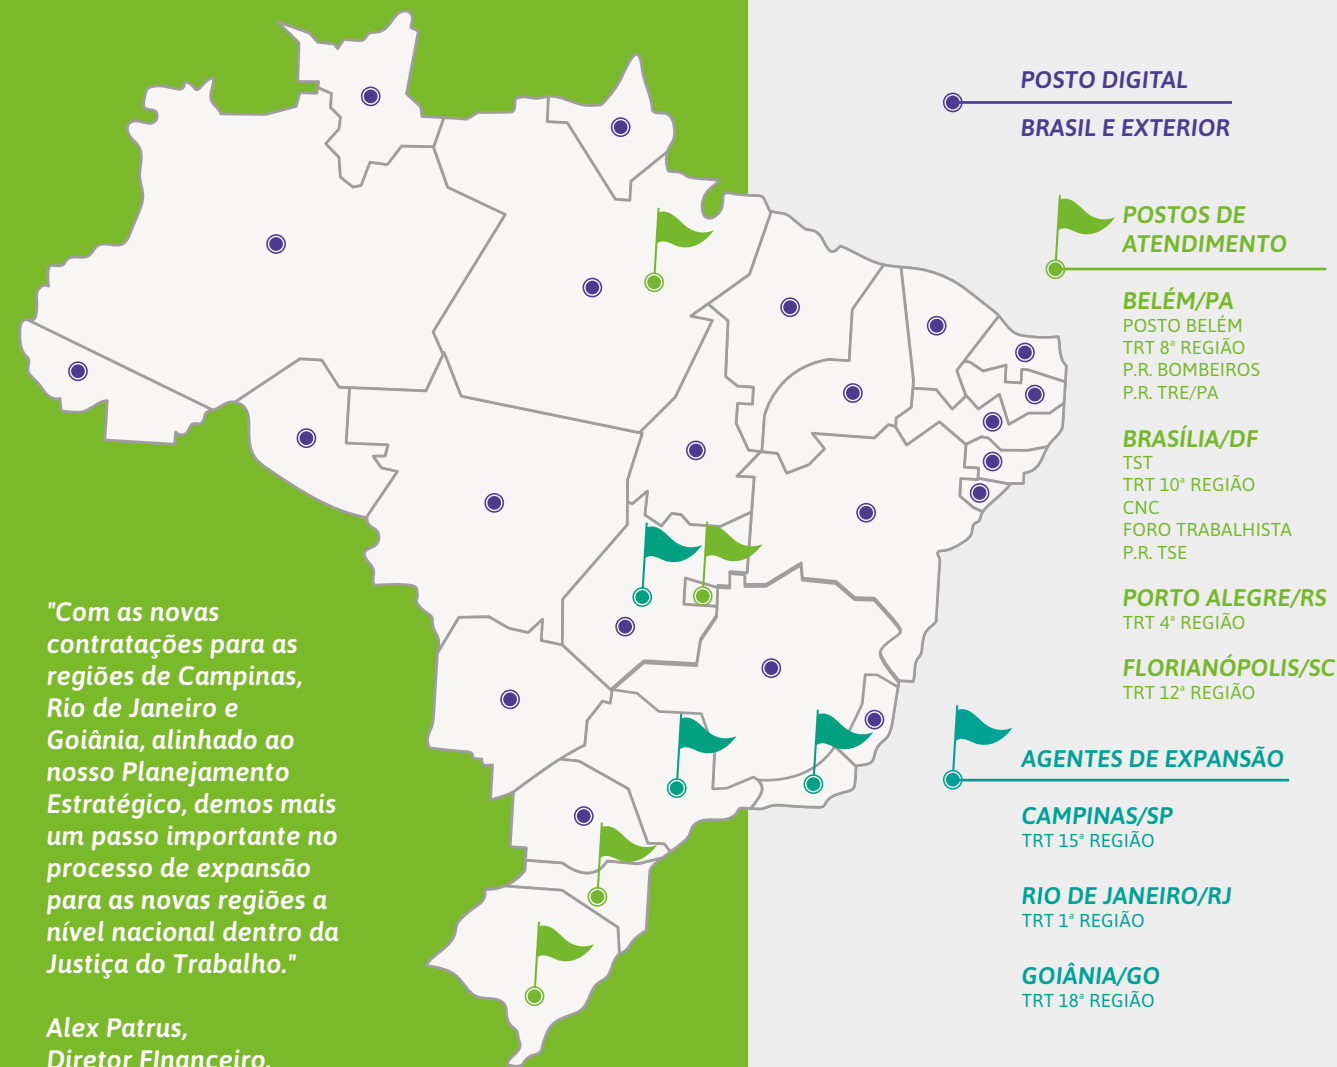 POSTO DIGITAL
BRASIL E EXTERIOR
POSTOS DE
ATENDIMENTO
BELÉM/PA
POSTO BELÉM
TRT 8ª REGIÃO
P.R. BOMBEIROS
P.R. TRE/PA
BRASÍLIA/DF
TST
TRT 10ª REGIÃO
CNC
FORO TRABALHISTA
P.R. TSE
PORTO ALEGRE/RS
TRT 4ª REGIÃO
FLORIANÓPOLIS/SC
TRT 12ª REGIÃO
AGENTES DE EXPANSÃO
CAMPINAS/SP
TRT 15ª REGIÃO
RIO DE JANEIRO/RJ
TRT 1ª REGIÃO
GOIÂNIA/GO
TRT 18ª REGIÃO
"Com as novas
contratações para as
regiões de Campinas,
Rio de Janeiro e
Goiânia, alinhado ao
nosso Planejamento
Estratégico, demos mais
um passo importante no
processo de expansão
para as novas regiões a
nível nacional dentro da
Justiça do Trabalho."
Alex Patrus,
Diretor FInanceiro.